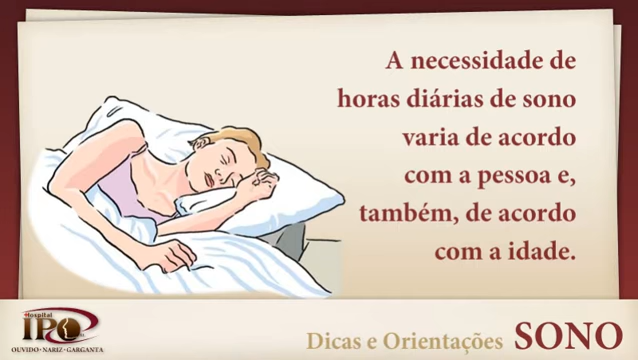 A necessidade de
horas diárias de sono
varia de acordo
com a pessoa e,
também, de acordo
com a idade.
Hospital
IPO
OUVIDO • NARIZ • GARGANTA
Dicas e Orientações SONO